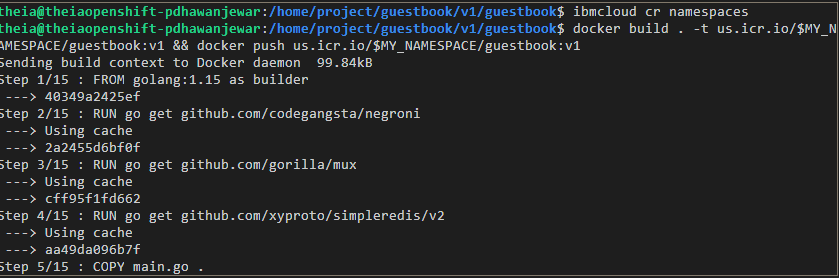 theia@theiaopenshift-pdhawanjewar:/home/project/guestbook/v1/guestbook$ ibmcloud cr namespaces
theia@theiaopenshift-pdhawanjewar:/home/project/guestbook/v1/guestbook$ docker build . -t us.icr.io/$MY_N
AMESPACE/guestbook:v1 && docker push us.icr.io/$MY_NAMESPACE/guestbook:v1
Sending build context to Docker daemon  99.84kB
Step 1/15 : FROM golang:1.15 as builder
 ---> 40349a2425ef
Step 2/15 : RUN go get github.com/codegangsta/negroni
 ---> Using cache
 ---> 2a2455d6bf0f
Step 3/15 : RUN go get github.com/gorilla/mux
 ---> Using cache
 ---> cff95f1fd662
Step 4/15 : RUN go get github.com/xyproto/simpleredis/v2
 ---> Using cache
 ---> aa49da096b7f
Step 5/15 : COPY main.go .